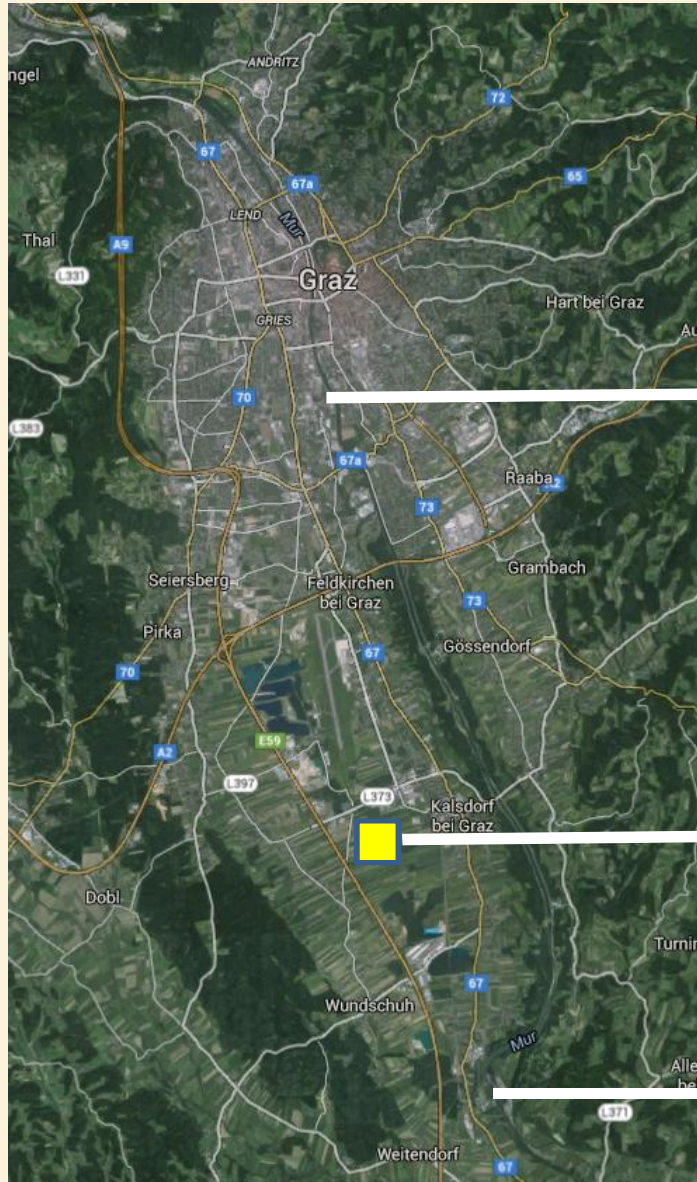 ngel
ANDRITZ
72
67
67a
65
LEND
Mur
Thal
A9
L331
Graz
Hart bei Graz
GRIES
Au
70
L383
67a
Raaba
73
Seiersberg
Feldkirchen
bei Graz
Grambach
73
Pirka
67
Gössendorf
70
E59
A2
L397
L373
Kalsdorf
bei Graz
Dobl
Turnin
67
Wundschuh
Mur
Alle
L371
Weitendorf
67